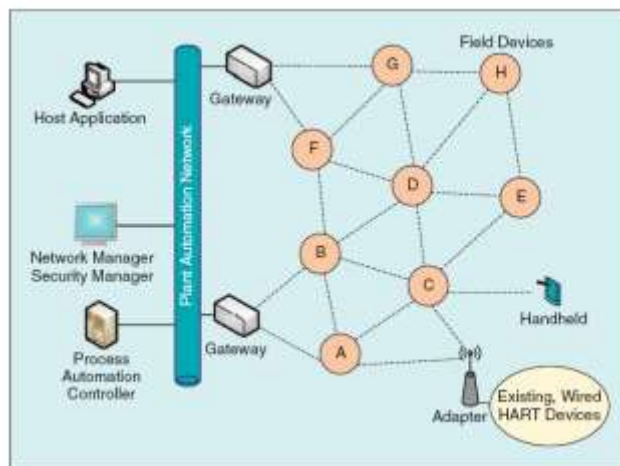 Field Devices
G
H
Gateway
Host Application
F
D
E
Plant Automation Network
Network Manager
Security Manager
B
C
Gateway
Handheld
A
Process
Automation
Controller
Adapter
Existing, Wired
HART Devices